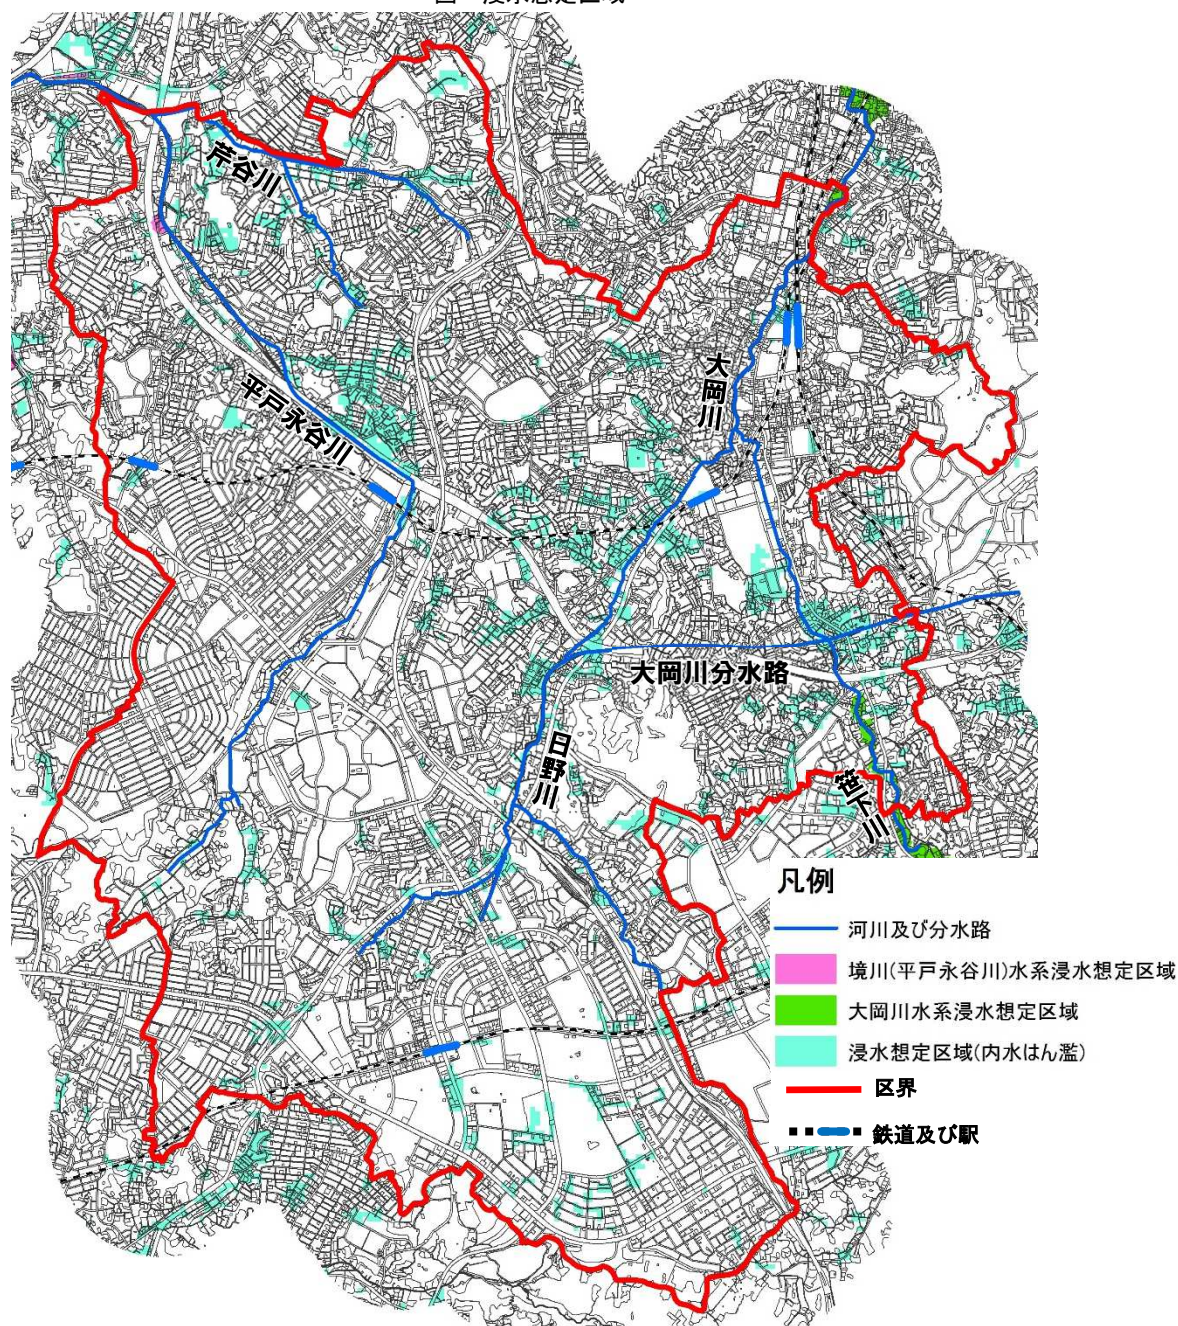 芹谷川
平戸永谷川
大岡川
大岡川分水路
日野川
笹下川
凡例
河川及び分水路
境川(平戸永谷川)水系浸水想定区域
大岡川水系浸水想定区域
浸水想定区域(内水はん濫)
区界
鉄道及び駅